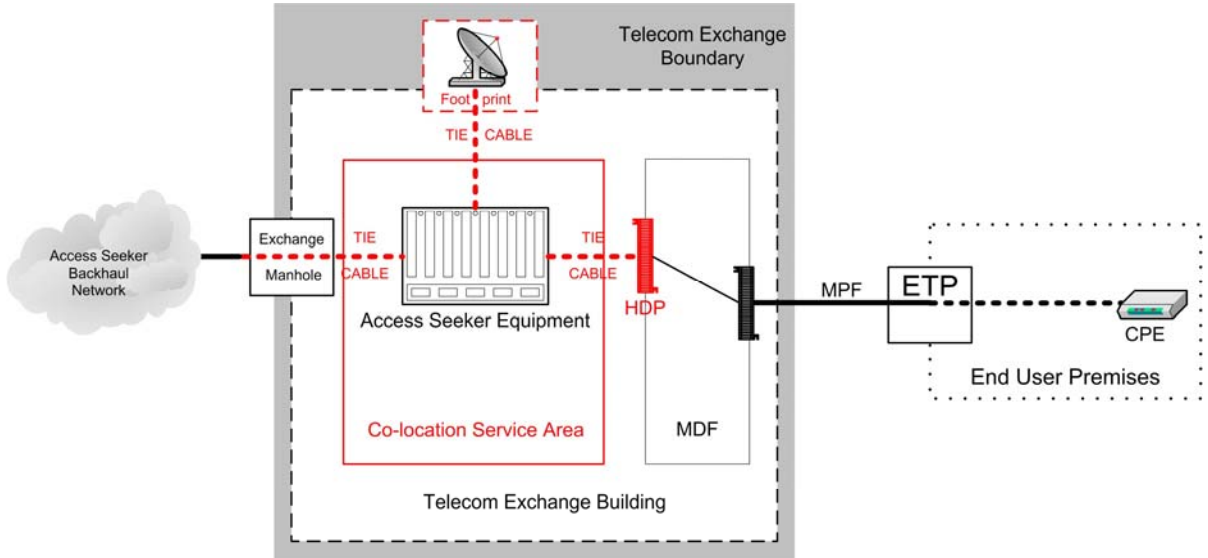 Telecom Exchange
Boundary
Foot print
TIE CABLE
Access Seeker
Backhaul
Network
Exchange
Manhole
TIE
CABLE
Access Seeker Equipment
TIE
CABLE
HDP
MPF
ETP
CPE
End User Premises
Co-location Service Area
MDF
Telecom Exchange Building